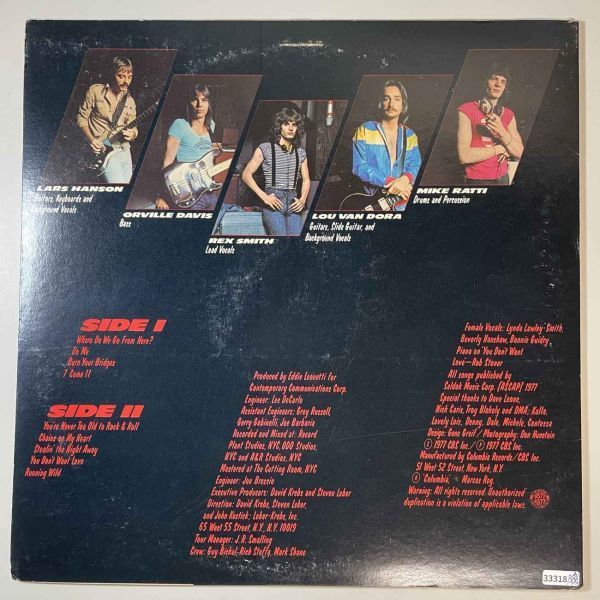 LARS HANSON
Guitars, Keyboards and
Background Vocals
ORVILLE DAVIS
Bass
REX SMITH
Lead Vocals
LOU VAN DORA
Guitars, Slide Guitar, and
Background Vocals
MIKE RATTI
Drums and Percussion
SIDE I
Where Do We Go From Here?
Do Me
Burn Your Bridges
7 Come 11
SIDE II
You're Never Too Old to Rock & Roll
Chains on My Heart
Stealin' the Night Away
You Don't Want Love
Running Wild
Produced by Eddie Leonetti for
Contemporary Communications Corp.
Engineer: Lee DeCarlo
Assistant Engineers: Greg Russell,
Gerry Gabinelli, Joe Barbaria
Recorded and Mixed at: Record
Plant Studios, NYC, ODO Studios,
NYC and A&R Studios, NYC
Mastered at The Cutting Room, NYC
Engineer: Joe Brescio
Executive Producers: David Krebs and Steven Leber
Direction: David Krebs, Steven Leber,
and John Kostick; Leber-Krebs, Inc.
65 West 55 Street, N.Y., N.Y. 10019
Tour Manager: J.R. Smalling
Crew: Guy Bickel, Rich Staffa, Mark Shane
Female Vocals: Lynda Lawley-Smith,
Beverly Henshaw, Bonnie Guidry
Piano on You Don't Want
Love—Rob Stoner
All songs published by
Soldak Music Corp. (ASCAP) 1977
Special thanks to Dave Leone,
Nick Caris, Trey Blakely and DMA; Kalla,
Lovely Lois, Denny, Dale, Michele, Contessa
Design: Gene Greif / Photography: Don Hunstein
© 1977 CBS Inc. / ℗ 1977 CBS Inc.
Manufactured by Columbia Records / CBS Inc.
51 West 52 Street, New York, N.Y.
® "Columbia," Marcas Reg.
Warning: All rights reserved. Unauthorized
duplication is a violation of applicable laws.
33318